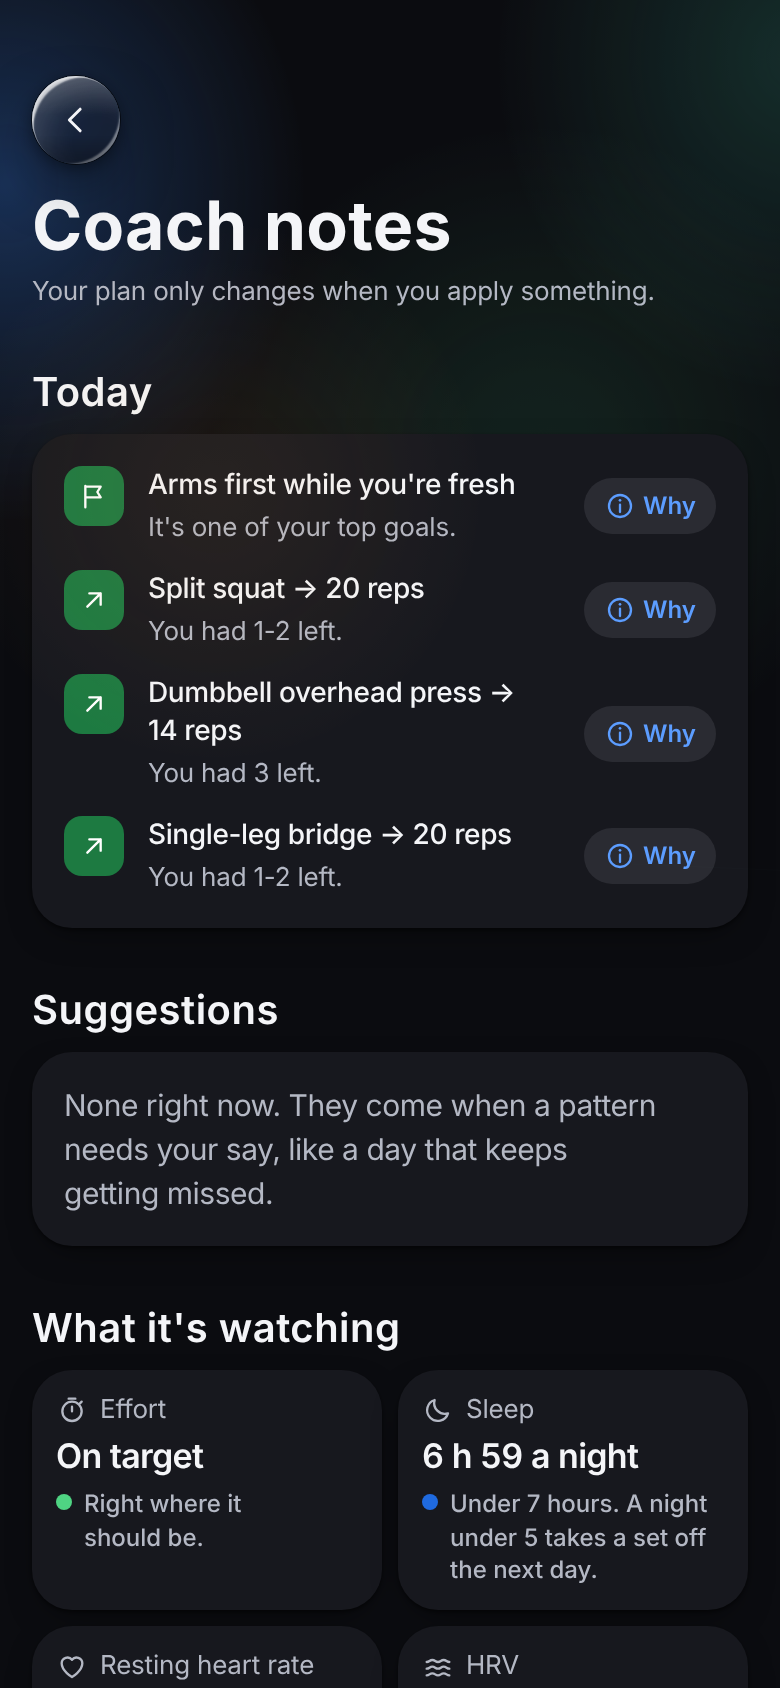 Coach notes
Your plan only changes when you apply something.
Today
Arms first while you're fresh
It's one of your top goals.
Why
Split squat → 20 reps
You had 1-2 left.
Why
Dumbbell overhead press →
14 reps
You had 3 left.
Why
Single-leg bridge → 20 reps
You had 1-2 left.
Why
Suggestions
None right now. They come when a pattern
needs your say, like a day that keeps
getting missed.
What it's watching
Effort
On target
Right where it
should be.
Sleep
6 h 59 a night
Under 7 hours. A night
under 5 takes a set off
the next day.
Resting heart rate
HRV